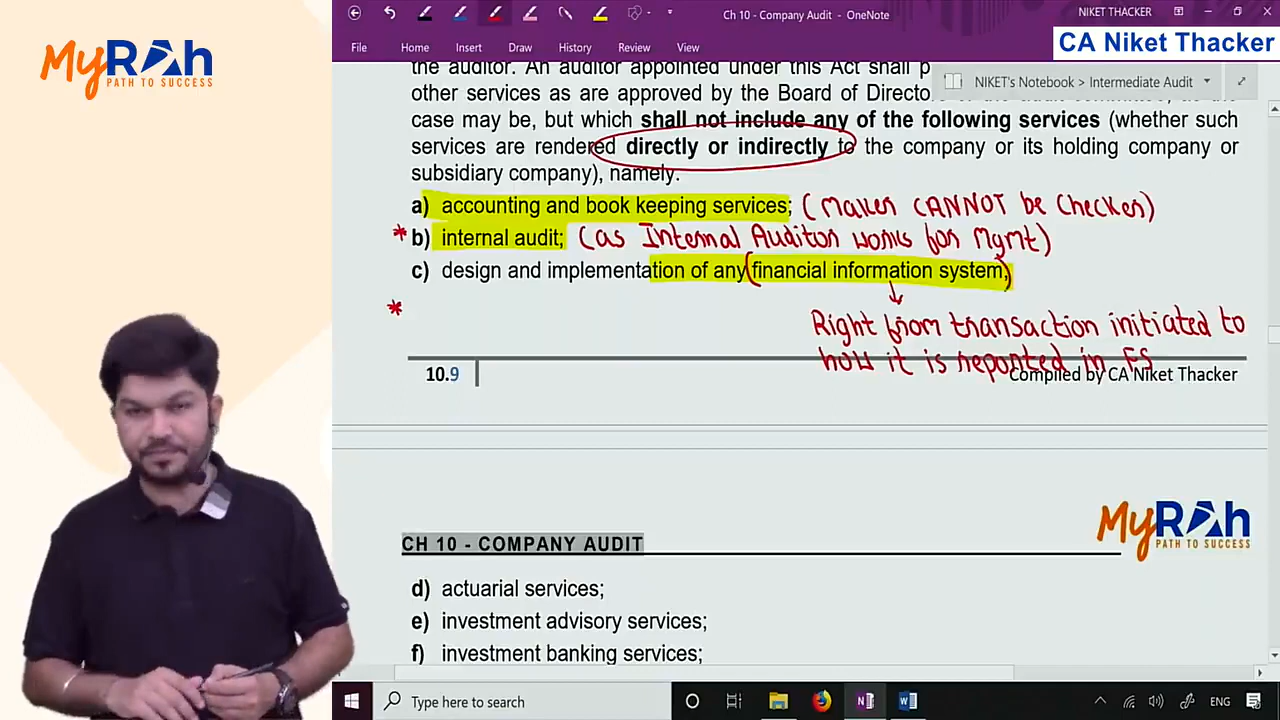 MyRAh
PATH TO SUCCESS
Ch 10 - Company Audit - OneNote
NIKET THACKER
File Home Insert Draw History Review View
CA Niket Thacker
NIKET's Notebook > Intermediate Audit
the auditor. An auditor appointed under this Act shall p
other services as are approved by the Board of Director
case may be, but which shall not include any of the following services (whether such
services are rendered directly or indirectly to the company or its holding company or
subsidiary company), namely.
a) accounting and book keeping services; (Maker CANNOT be Checker)
* b) internal audit; (as Internal Auditor works for Mgmt)
c) design and implementation of any (financial information system;)
*
Right from transaction initiated to
how it is reported in FS
10.9
Compiled by CA Niket Thacker
MyRAh
PATH TO SUCCESS
CH 10 - COMPANY AUDIT
d) actuarial services;
e) investment advisory services;
f) investment banking services;
Type here to search
ENG